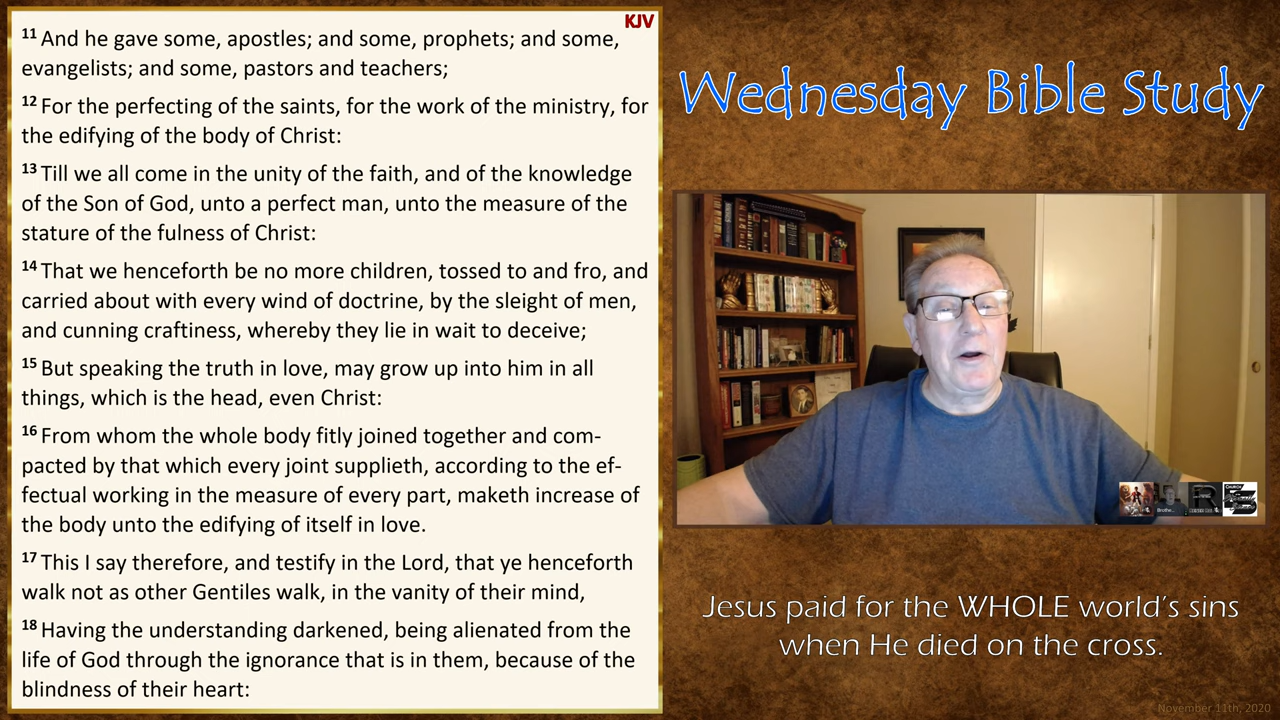 KJV
11 And he gave some, apostles; and some, prophets; and some,
evangelists; and some, pastors and teachers;
12 For the perfecting of the saints, for the work of the ministry, for
the edifying of the body of Christ:
13 Till we all come in the unity of the faith, and of the knowledge
of the Son of God, unto a perfect man, unto the measure of the
stature of the fulness of Christ:
14 That we henceforth be no more children, tossed to and fro, and
carried about with every wind of doctrine, by the sleight of men,
and cunning craftiness, whereby they lie in wait to deceive;
15 But speaking the truth in love, may grow up into him in all
things, which is the head, even Christ:
16 From whom the whole body fitly joined together and com-
pacted by that which every joint supplieth, according to the ef-
fectual working in the measure of every part, maketh increase of
the body unto the edifying of itself in love.
17 This I say therefore, and testify in the Lord, that ye henceforth
walk not as other Gentiles walk, in the vanity of their mind,
18 Having the understanding darkened, being alienated from the
life of God through the ignorance that is in them, because of the
blindness of their heart:
Wednesday Bible Study
Brothe...
Jesus paid for the WHOLE world's sins
when He died on the cross.
November 11th, 2020